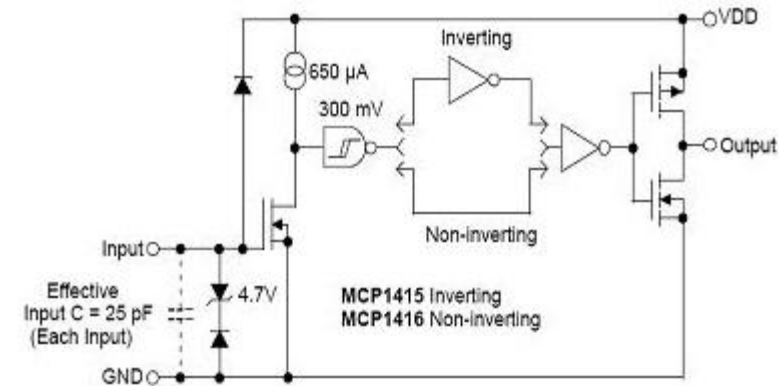 VDD
Inverting
650 µA
300 mV
Output
Non-inverting
Input
Effective
Input C = 25 pF
(Each Input)
4.7V
MCP1415 Inverting
MCP1416 Non-inverting
GND